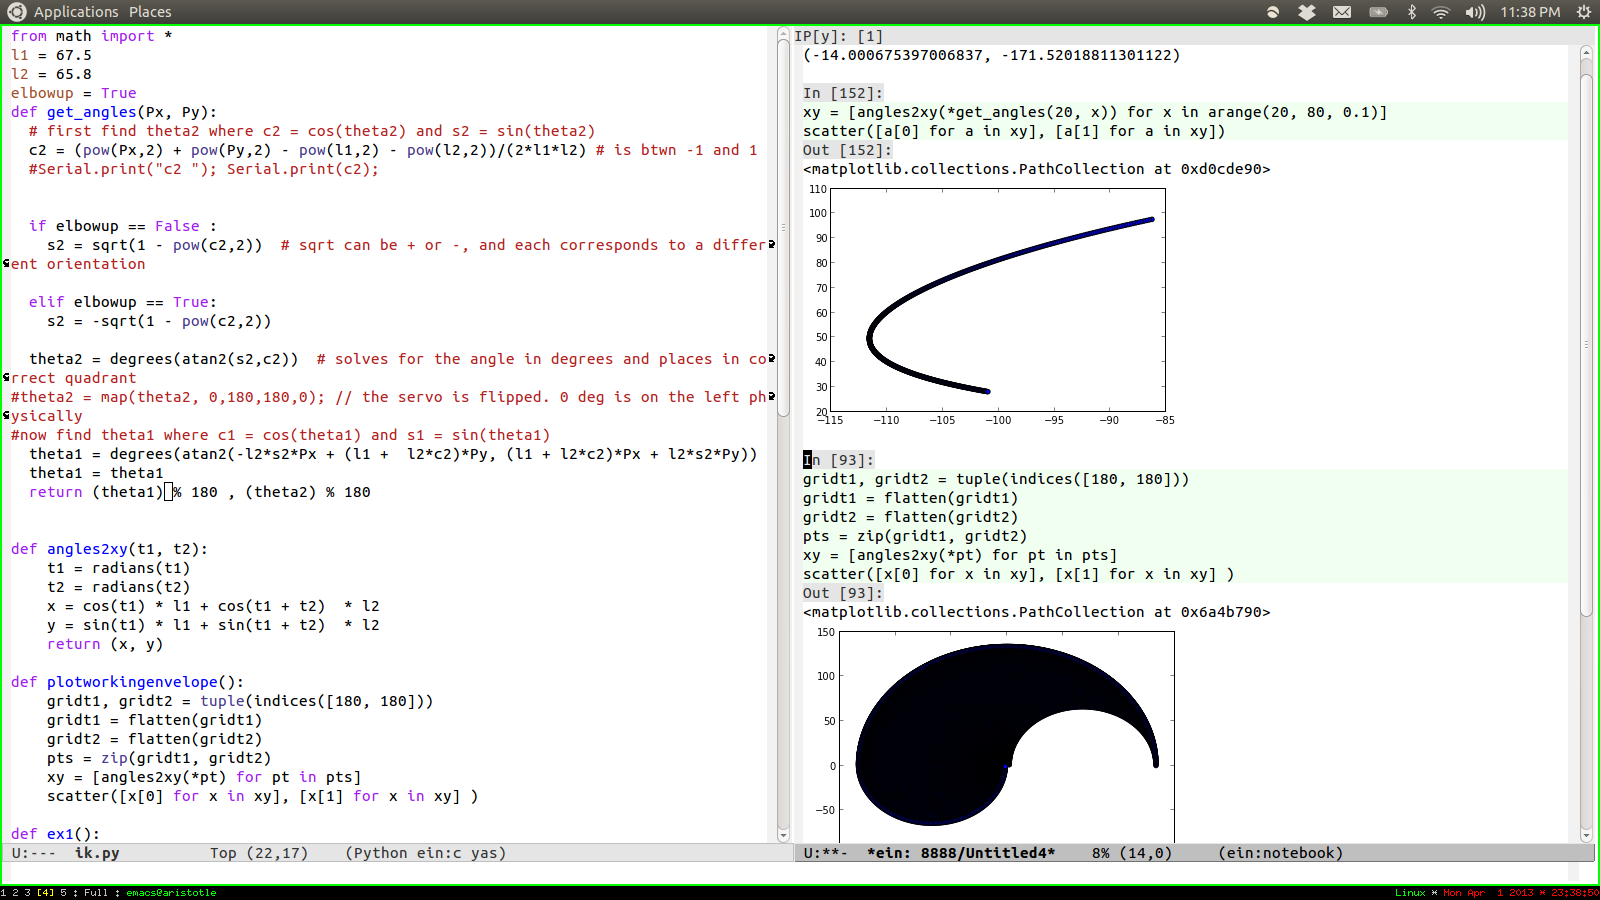 Applications Places
11:38 PM
from math import *
l1 = 67.5
l2 = 65.8
elbowup = True
def get_angles(Px, Py):
  # first find theta2 where c2 = cos(theta2) and s2 = sin(theta2)
  c2 = (pow(Px,2) + pow(Py,2) - pow(l1,2) - pow(l2,2))/(2*l1*l2) # is btwn -1 and 1
  #Serial.print("c2 "); Serial.print(c2);
  if elbowup == False :
    s2 = sqrt(1 - pow(c2,2))  # sqrt can be + or -, and each corresponds to a differ
ent orientation
  elif elbowup == True:
    s2 = -sqrt(1 - pow(c2,2))
  theta2 = degrees(atan2(s2,c2))  # solves for the angle in degrees and places in co
rrect quadrant
#theta2 = map(theta2, 0,180,180,0); // the servo is flipped. 0 deg is on the left ph
ysically
#now find theta1 where c1 = cos(theta1) and s1 = sin(theta1)
  theta1 = degrees(atan2(-l2*s2*Px + (l1 +  l2*c2)*Py, (l1 + l2*c2)*Px + l2*s2*Py))
  theta1 = theta1
  return (theta1) % 180 , (theta2) % 180
def angles2xy(t1, t2):
    t1 = radians(t1)
    t2 = radians(t2)
    x = cos(t1) * l1 + cos(t1 + t2)  * l2
    y = sin(t1) * l1 + sin(t1 + t2)  * l2
    return (x, y)
def plotworkingenvelope():
    gridt1, gridt2 = tuple(indices([180, 180]))
    gridt1 = flatten(gridt1)
    gridt2 = flatten(gridt2)
    pts = zip(gridt1, gridt2)
    xy = [angles2xy(*pt) for pt in pts]
    scatter([x[0] for x in xy], [x[1] for x in xy] )
def ex1():
U:---  ik.py          Top (22,17)    (Python ein:c yas)
IP[y]: [1]
(-14.000675397006837, -171.52018811301122)
In [152]:
xy = [angles2xy(*get_angles(20, x)) for x in arange(20, 80, 0.1)]
scatter([a[0] for a in xy], [a[1] for a in xy])
Out [152]:
<matplotlib.collections.PathCollection at 0xd0cde90>
110
100
90
80
70
60
50
40
30
20
−115 −110 −105 −100 −95 −90 −85
In [93]:
gridt1, gridt2 = tuple(indices([180, 180]))
gridt1 = flatten(gridt1)
gridt2 = flatten(gridt2)
pts = zip(gridt1, gridt2)
xy = [angles2xy(*pt) for pt in pts]
scatter([x[0] for x in xy], [x[1] for x in xy] )
Out [93]:
<matplotlib.collections.PathCollection at 0x6a4b790>
150
100
50
0
−50
U:**-  *ein: 8888/Untitled4*    8% (14,0)     (ein:notebook)
1 2 3 [4] 5 : Full : emacs@aristotle
Linux * Mon Apr  1 2013 * 23:38:50